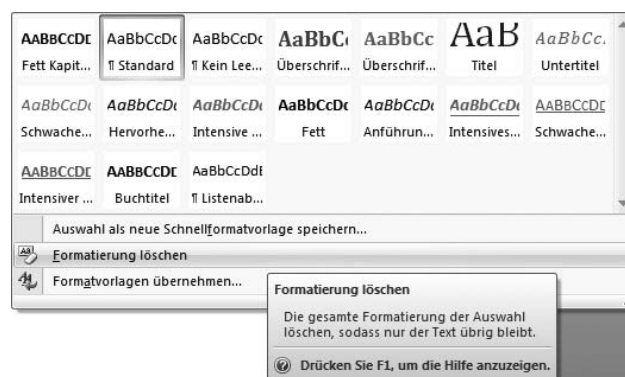 AABBCCDE AaBbCcDc AaBbCcDc AaBbC AaBbCc AaB AaBbCc.
Fett Kapit... ¶ Standard ¶ Kein Lee... Überschrif... Überschrif... Titel Untertitel
AaBbCcDc AaBbCcDc AaBbCcDc AaBbCcDc AaBbCcDc AaBbCcDc AABBCCDE
Schwache... Hervorhe... Intensive ... Fett Anführun... Intensives... Schwache...
AABBCCDE AABBCCDE AaBbCcDdE
Intensiver ... Buchtitel ¶ Listenab...
Auswahl als neue Schnellformatvorlage speichern...
Formatierung löschen
Formatvorlagen übernehmen...
Formatierung löschen
Die gesamte Formatierung der Auswahl
löschen, sodass nur der Text übrig bleibt.
Drücken Sie F1, um die Hilfe anzuzeigen.